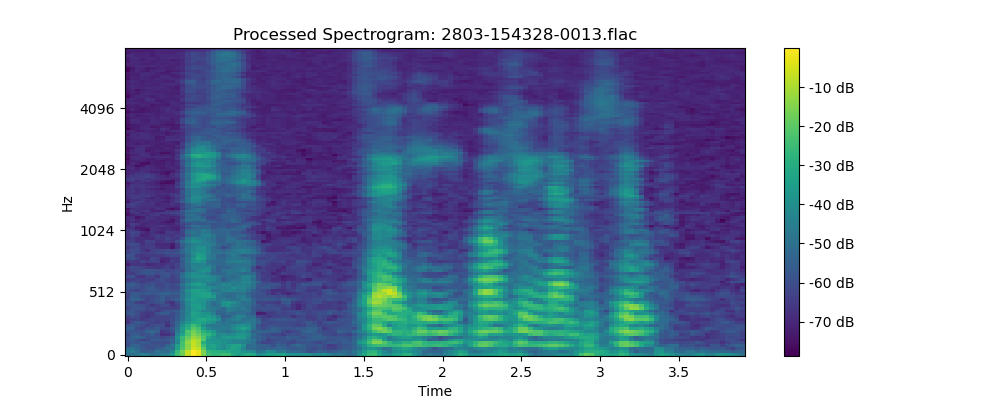 Processed Spectrogram: 2803-154328-0013.flac
4096
2048
1024
512
0
Hz
0
0.5
1
1.5
2
2.5
3
3.5
Time
-10 dB
-20 dB
-30 dB
-40 dB
-50 dB
-60 dB
-70 dB